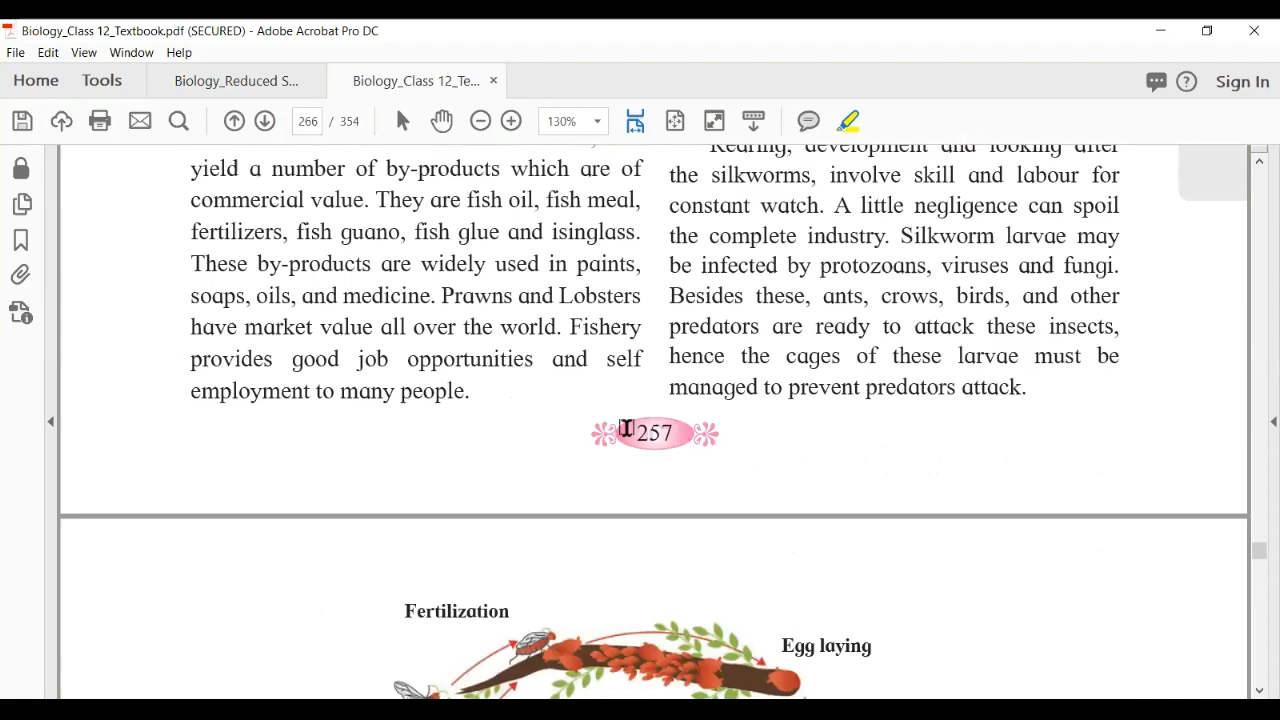 Biology_Class 12_Textbook.pdf (SECURED) - Adobe Acrobat Pro DC
File Edit View Window Help
Home Tools Biology_Reduced S... Biology_Class 12_Te... × Sign In
266 / 354 130%
yield a number of by-products which are of
commercial value. They are fish oil, fish meal,
fertilizers, fish guano, fish glue and isinglass.
These by-products are widely used in paints,
soaps, oils, and medicine. Prawns and Lobsters
have market value all over the world. Fishery
provides good job opportunities and self
employment to many people.
Rearing, development and looking after
the silkworms, involve skill and labour for
constant watch. A little negligence can spoil
the complete industry. Silkworm larvae may
be infected by protozoans, viruses and fungi.
Besides these, ants, crows, birds, and other
predators are ready to attack these insects,
hence the cages of these larvae must be
managed to prevent predators attack.
257
Fertilization
Egg laying